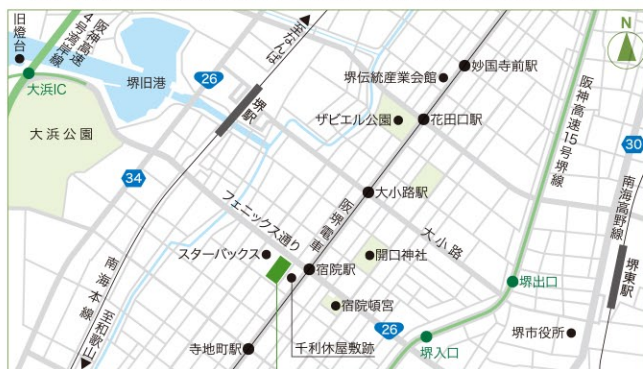 旧燈台
阪神高速
4号湾岸線
至なんば
N
大浜IC
堺旧港
26
堺駅
堺伝統産業会館
妙国寺前駅
ザビエル公園
花田口駅
阪神高速15号堺線
大浜公園
30
34
大小路駅
南海高野線
フェニックス通り
阪堺電車
大小路
スターバックス
宿院駅
開口神社
堺東駅
南海本線
至和歌山
宿院頓宮
堺出口
26
堺市役所
寺地町駅
千利休屋敷跡
堺入口